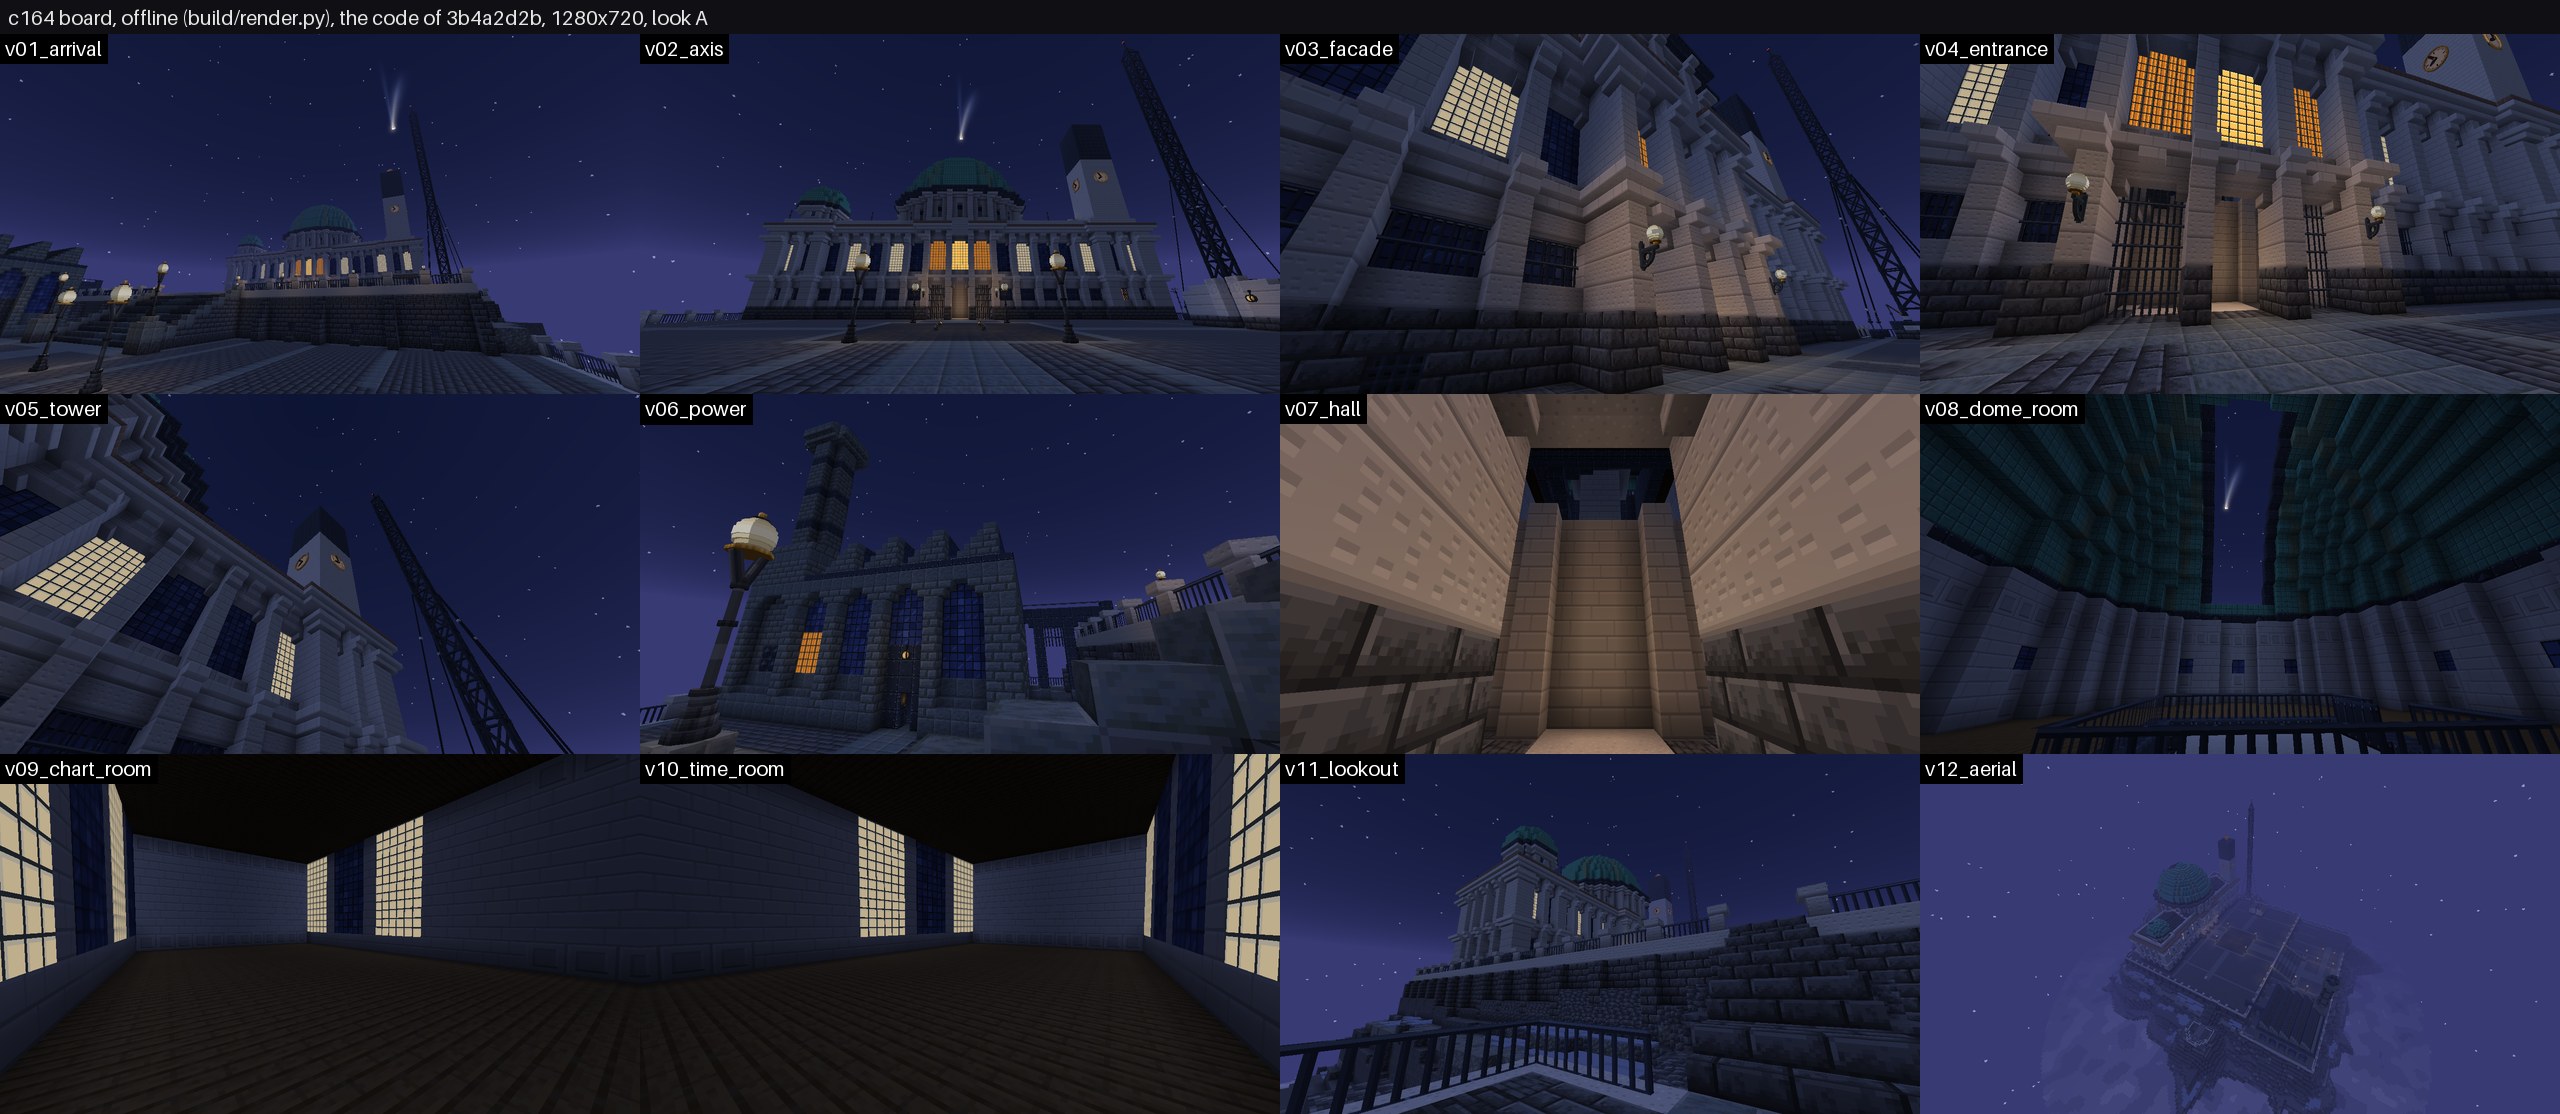 c164 board, offline (build/render.py), the code of 3b4a2d2b, 1280x720, look A
v01_arrival
v02_axis
v03_facade
v04_entrance
v05_tower
v06_power
v07_hall
v08_dome_room
v09_chart_room
v10_time_room
v11_lookout
v12_aerial